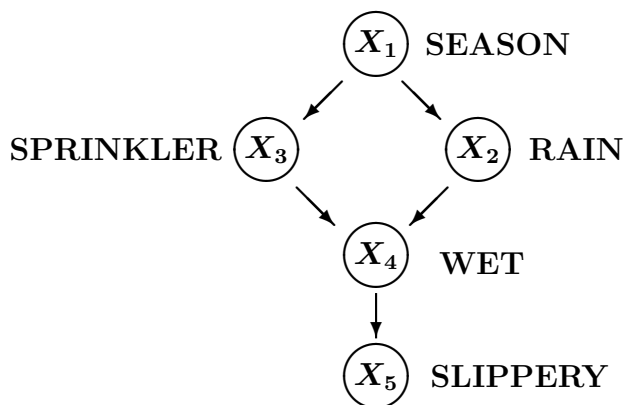 X₁ SEASON
SPRINKLER X₃ X₂ RAIN
X₄ WET
X₅ SLIPPERY